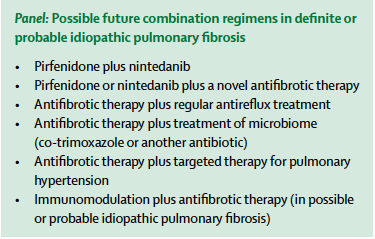 Panel: Possible future combination regimens in definite or
probable idiopathic pulmonary fibrosis
• Pirfenidone plus nintedanib
• Pirfenidone or nintedanib plus a novel antifibrotic therapy
• Antifibrotic therapy plus regular antireflux treatment
• Antifibrotic therapy plus treatment of microbiome
(co-trimoxazole or another antibiotic)
• Antifibrotic therapy plus targeted therapy for pulmonary
hypertension
• Immunomodulation plus antifibrotic therapy (in possible
or probable idiopathic pulmonary fibrosis)